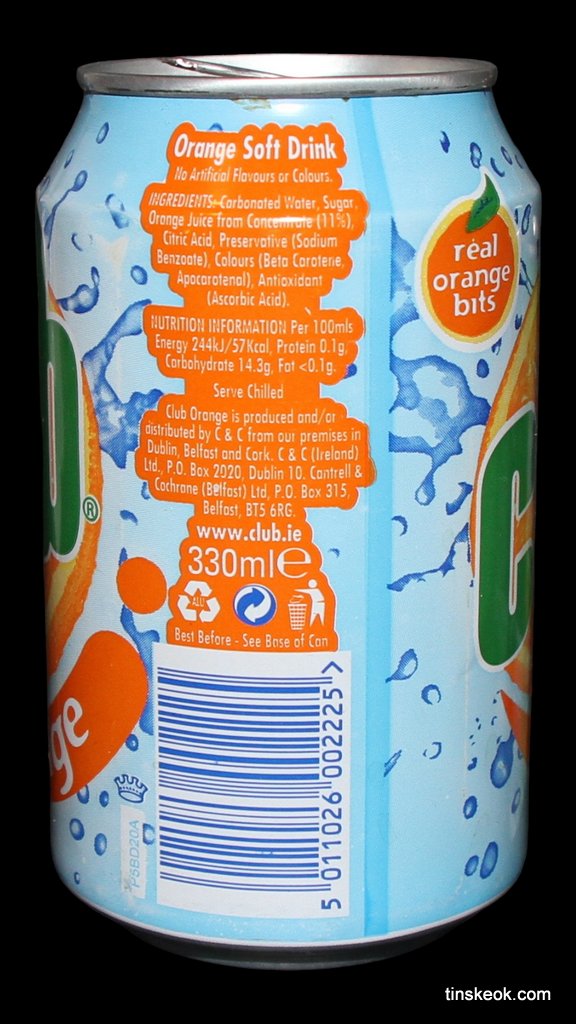 Orange Soft Drink
No Artificial Flavours or Colours.
INGREDIENTS: Carbonated Water, Sugar,
Orange Juice from Concentrate (11%),
Citric Acid, Preservative (Sodium
Benzoate), Colours (Beta Carotene,
Apocarotenal), Antioxidant
(Ascorbic Acid).
NUTRITION INFORMATION Per 100mls
Energy 244kJ/57Kcal, Protein 0.1g,
Carbohydrate 14.3g, Fat <0.1g.
Serve Chilled
Club Orange is produced and/or
distributed by C & C from our premises in
Dublin, Belfast and Cork. C & C (Ireland)
Ltd, P.O. Box 2020, Dublin 10. Cantrell &
Cochrane (Belfast) Ltd, P.O. Box 315,
Belfast, BT5 6RG.
www.club.ie
330ml℮
ALU
Best Before - See Base of Can
5 011026 002225 >
P5BD20A
real
orange
bits
®
nge
C
tinskeok.com